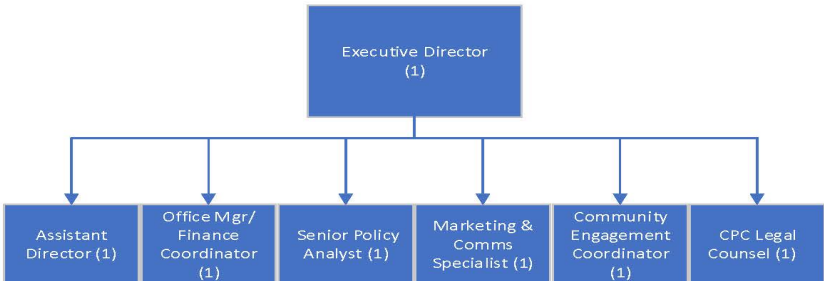 Executive Director
(1)
Assistant
Director (1)
Office Mgr/
Finance
Coordinator
(1)
Senior Policy
Analyst (1)
Marketing &
Comms
Specialist (1)
Community
Engagement
Coordinator
(1)
CPC Legal
Counsel (1)